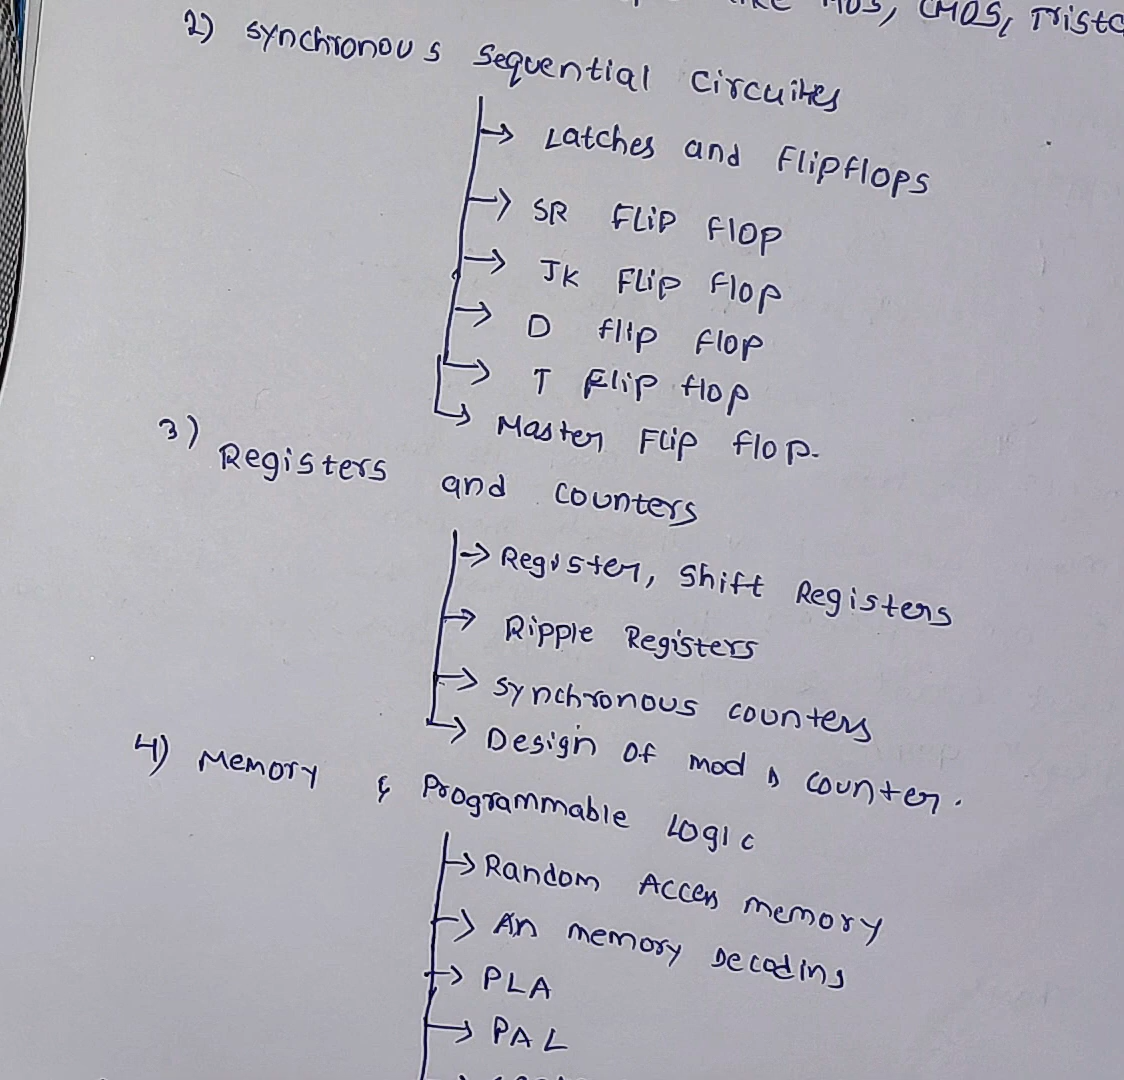 MOS, CMOS,
2) Synchronous Sequential Circuites
→ Latches and Flipflops
→ SR FLiP Flop
→ JK FLip flop
→ D flip flop
→ T Flip flop
→ Master Flip flop.
3) Registers and counters
→ Register, Shift Registers
→ Ripple Registers
→ synchronous counters
→ Design of mod n counter.
4) Memory & Programmable Logic
→ Random Access memory
→ An memory Decoding
→ PLA
→ PAL